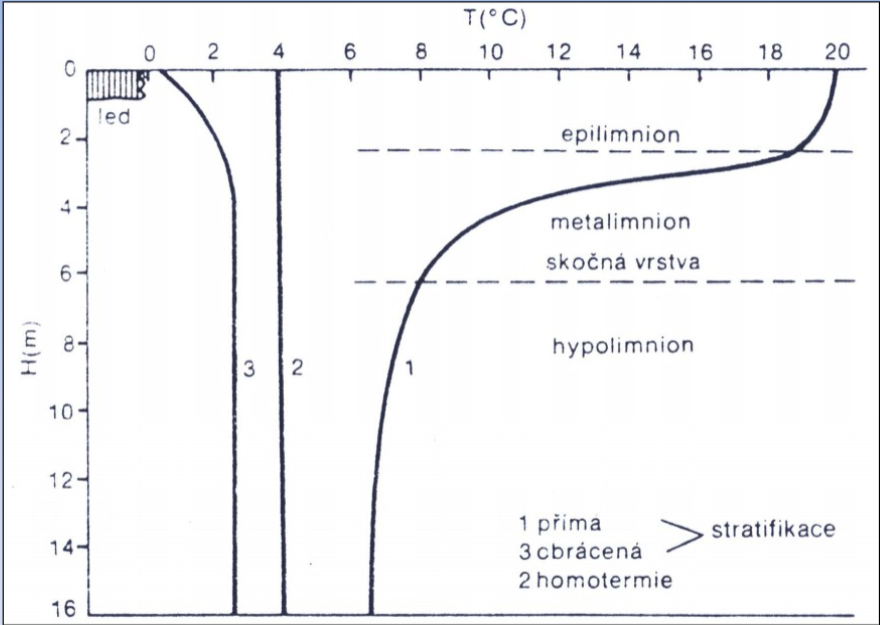 T(°C)
0 2 4 6 8 10 12 14 16 18 20
0
led
2
epilimnion
4
metalimnion
skočná vrstva
6
H(m)
8
hypolimnion
3 2 1
10
12
14
16
1 přímá
3 cbrácená
stratifikace
2 homotermie